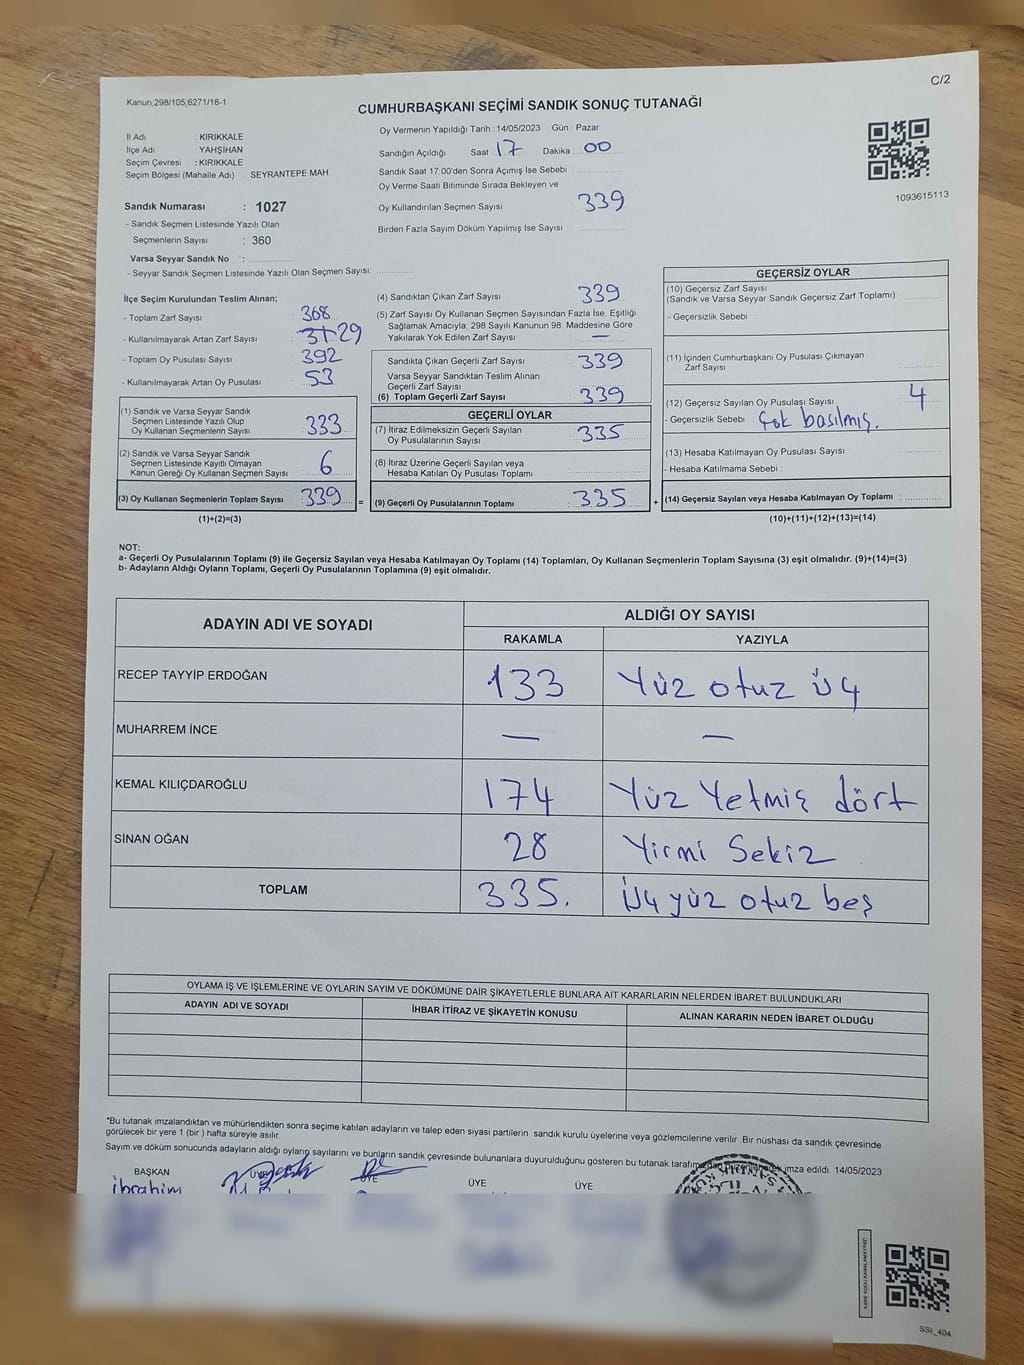 C/2
Kanun:298/105;6271/16-1
CUMHURBAŞKANI SEÇİMİ SANDIK SONUÇ TUTANAĞI
İl Adı : KIRIKKALE
İlçe Adı : YAHŞİHAN
Seçim Çevresi : KIRIKKALE
Seçim Bölgesi (Mahalle Adı) : SEYRANTEPE MAH.
Sandık Numarası : 1027
- Sandık Seçmen Listesinde Yazılı Olan
Seçmenlerin Sayısı : 360
Varsa Seyyar Sandık No :
- Seyyar Sandık Seçmen Listesinde Yazılı Olan Seçmen Sayısı:
Oy Vermenin Yapıldığı Tarih : 14/05/2023 Gün : Pazar
Sandığın Açıldığı Saat 17 Dakika : 00
Sandık Saat 17.00'den Sonra Açımış İse Sebebi :
Oy Verme Saati Bitiminde Sırada Bekleyen ve
Oy Kullandırılan Seçmen Sayısı : 339
Birden Fazla Sayım Döküm Yapılmış İse Sayısı :
1093615113
İlçe Seçim Kurulundan Teslim Alınan;
- Toplam Zarf Sayısı : 368
- Kullanılmayarak Artan Zarf Sayısı : 29
- Toplam Oy Pusulası Sayısı : 392
- Kullanılmayarak Artan Oy Pusulası : 53
(1) Sandık ve Varsa Seyyar Sandık
Seçmen Listesinde Yazılı Olup
Oy Kullanan Seçmenlerin Sayısı : 333
(2) Sandık ve Varsa Seyyar Sandık
Seçmen Listesinde Kayıtlı Olmayan
Kanun Gereği Oy Kullanan Seçmen Sayısı : 6
(3) Oy Kullanan Seçmenlerin Toplam Sayısı : 339 =
(1)+(2)=(3)
(4) Sandıktan Çıkan Zarf Sayısı : 339
(5) Zarf Sayısı Oy Kullanan Seçmen Sayısından Fazla İse, Eşitliği
Sağlamak Amacıyla; 298 Sayılı Kanunun 98. Maddesine Göre
Yakılarak Yok Edilen Zarf Sayısı : —
Sandıkta Çıkan Geçerli Zarf Sayısı : 339
Varsa Seyyar Sandıktan Teslim Alınan
Geçerli Zarf Sayısı :
(6) Toplam Geçerli Zarf Sayısı : 339
GEÇERLİ OYLAR
(7) İtiraz Edilmeksizin Geçerli Sayılan
Oy Pusulalarının Sayısı : 335
(8) İtiraz Üzerine Geçerli Sayılan veya
Hesaba Katılan Oy Pusulası Toplamı :
(9) Geçerli Oy Pusulalarının Toplamı : 335 +
GEÇERSİZ OYLAR
(10) Geçersiz Zarf Sayısı
(Sandık ve Varsa Seyyar Sandık Geçersiz Zarf Toplamı) :
- Geçersizlik Sebebi :
(11) İçinden Cumhurbaşkanı Oy Pusulası Çıkmayan
Zarf Sayısı :
(12) Geçersiz Sayılan Oy Pusulası Sayısı : 4
- Geçersizlik Sebebi : Çok basılmış.
(13) Hesaba Katılmayan Oy Pusulası Sayısı :
- Hesaba Katılmama Sebebi :
(14) Geçersiz Sayılan veya Hesaba Katılmayan Oy Toplamı :
(10)+(11)+(12)+(13)=(14)
NOT:
a- Geçerli Oy Pusulalarının Toplamı (9) ile Geçersiz Sayılan veya Hesaba Katılmayan Oy Toplamı (14) Toplamları, Oy Kullanan Seçmenlerin Toplam Sayısına (3) eşit olmalıdır. (9)+(14)=(3)
b- Adayların Aldığı Oyların Toplamı, Geçerli Oy Pusulalarının Toplamına (9) eşit olmalıdır.
ADAYIN ADI VE SOYADI
ALDIĞI OY SAYISI
RAKAMLA YAZIYLA
RECEP TAYYİP ERDOĞAN 133 Yüz otuz üç
MUHARREM İNCE — —
KEMAL KILIÇDAROĞLU 174 Yüz Yetmiş dört
SİNAN OĞAN 28 Yirmi Sekiz
TOPLAM 335. Üç yüz otuz beş
OYLAMA İŞ VE İŞLEMLERİNE VE OYLARIN SAYIM VE DÖKÜMÜNE DAİR ŞİKAYETLERLE BUNLARA AİT KARARLARIN NELERDEN İBARET BULUNDUKLARI
ADAYIN ADI VE SOYADI İHBAR İTİRAZ VE ŞİKAYETİN KONUSU ALINAN KARARIN NEDEN İBARET OLDUĞU
*Bu tutanak imzalandıktan ve mühürlendikten sonra seçime katılan adayların ve talep eden siyasi partilerin sandık kurulu üyelerine veya gözlemcilerine verilir. Bir nüshası da sandık çevresinde
görülecek bir yere 1 (bir) hafta süreyle asılır.
Sayım ve döküm sonucunda adayların aldığı oyların sayılarını ve bunların sandık çevresinde bulunanlara duyurulduğunu gösteren bu tutanak imza edildi. 14/05/2023
BAŞKAN ÜYE ÜYE ÜYE ÜYE
İbrahim
SSİ_404